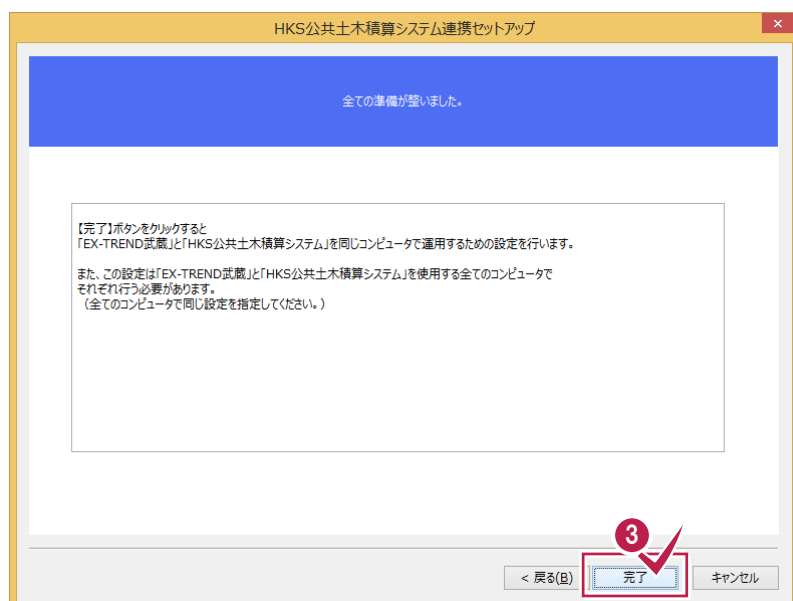 HKS公共土木積算システム連携セットアップ
全ての準備が整いました。
【完了】ボタンをクリックすると
「EX-TREND武蔵」と「HKS公共土木積算システム」を同じコンピュータで運用するための設定を行います。
また、この設定は「EX-TREND武蔵」と「HKS公共土木積算システム」を使用する全てのコンピュータで
それぞれ行う必要があります。
（全てのコンピュータで同じ設定を指定してください。）
3
< 戻る(B)
完了
キャンセル